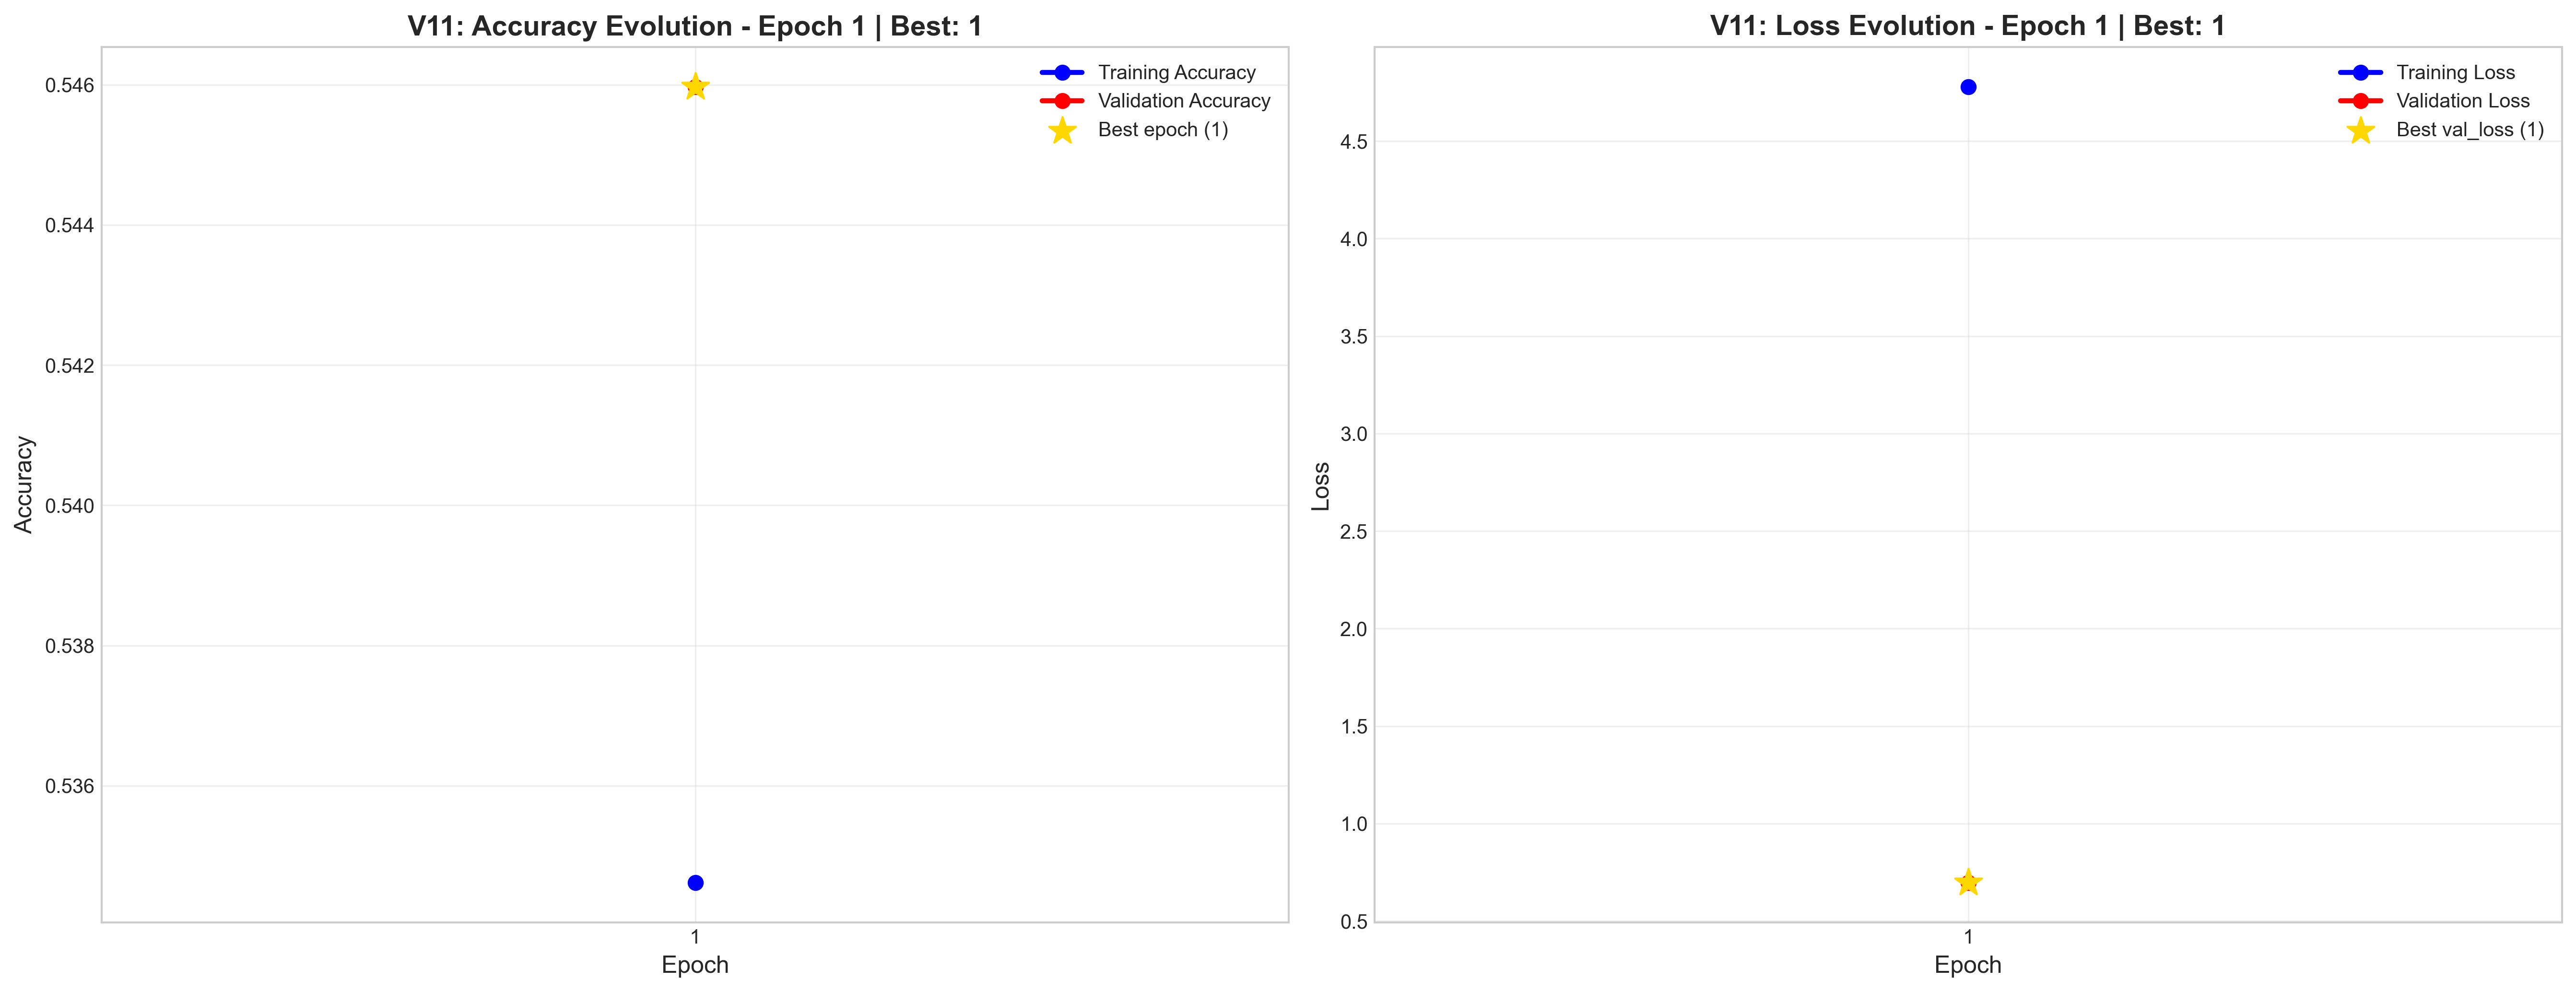 V11: Accuracy Evolution - Epoch 1 | Best: 1
Training Accuracy
Validation Accuracy
Best epoch (1)
0.546
0.544
0.542
0.540
0.538
0.536
Accuracy
1
Epoch
V11: Loss Evolution - Epoch 1 | Best: 1
Training Loss
Validation Loss
Best val_loss (1)
4.5
4.0
3.5
3.0
2.5
2.0
1.5
1.0
0.5
Loss
1
Epoch